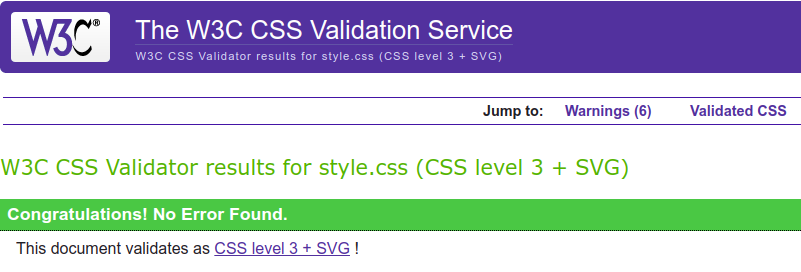 W3C®
The W3C CSS Validation Service
W3C CSS Validator results for style.css (CSS level 3 + SVG)
Jump to: Warnings (6) Validated CSS
W3C CSS Validator results for style.css (CSS level 3 + SVG)
Congratulations! No Error Found.
This document validates as CSS level 3 + SVG !